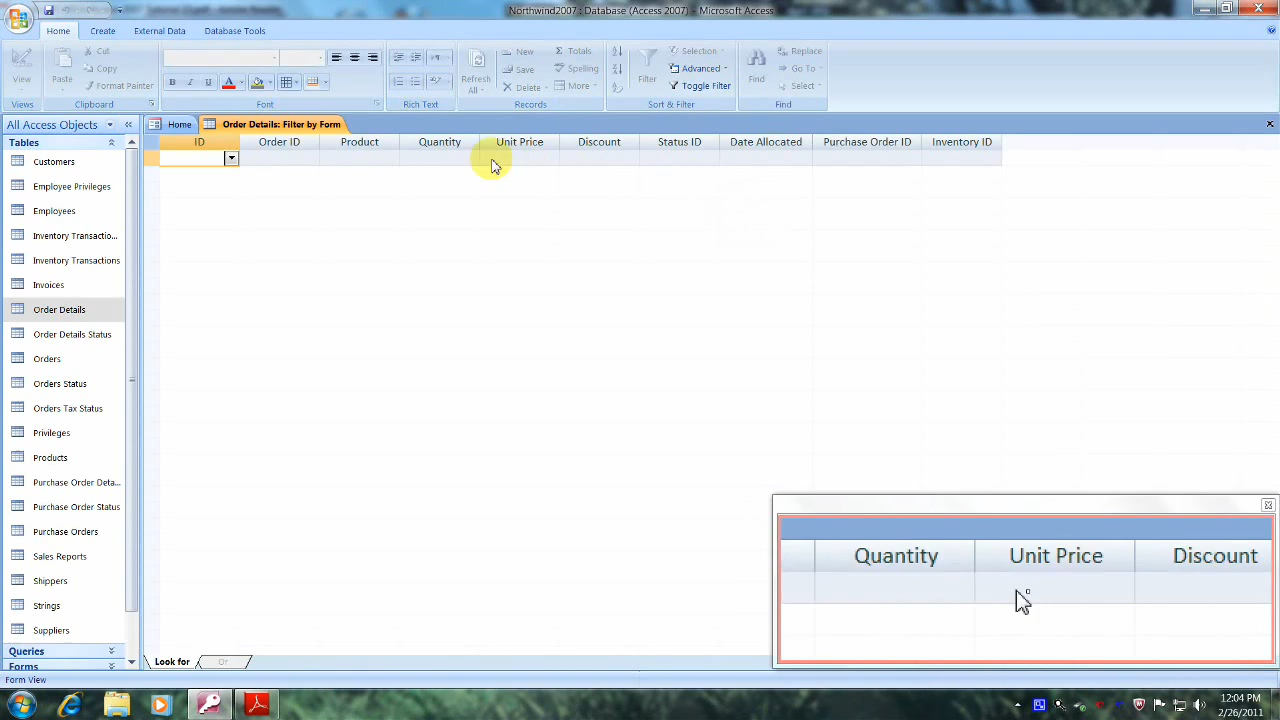 Northwind2007 : Database (Access 2007) - Microsoft Access
Home Create External Data Database Tools
View
Views
Paste
Cut
Copy
Format Painter
Clipboard
B I U A
Font
Rich Text
Refresh All
New
Save
Delete
Totals
Spelling
More
Records
Filter
Selection
Advanced
Toggle Filter
Sort & Filter
Find
Replace
Go To
Select
Find
All Access Objects
Home
Order Details: Filter by Form
Tables
Customers
Employee Privileges
Employees
Inventory Transactio...
Inventory Transactions
Invoices
Order Details
Order Details Status
Orders
Orders Status
Orders Tax Status
Privileges
Products
Purchase Order Deta...
Purchase Order Status
Purchase Orders
Sales Reports
Shippers
Strings
Suppliers
Queries
Forms
ID Order ID Product Quantity Unit Price Discount Status ID Date Allocated Purchase Order ID Inventory ID
Quantity Unit Price Discount
Look for Or
Form View
12:04 PM
2/26/2011